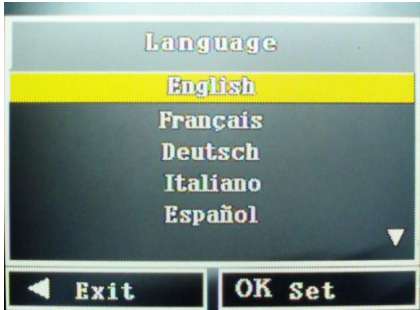 Language
English
Français
Deutsch
Italiano
Español
Exit
OK Set